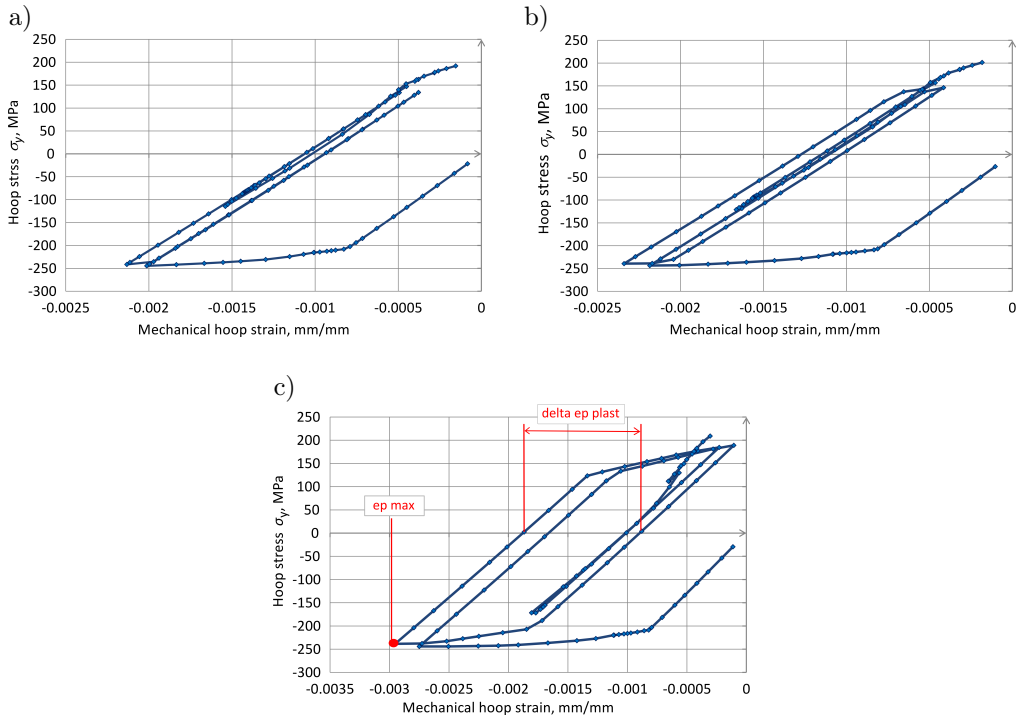 a)
250
200
150
100
50
0
-50
-100
-150
-200
-250
-300
-0.0025 -0.002 -0.0015 -0.001 -0.0005 0
Hoop strss σy, MPa
Mechanical hoop strain, mm/mm
b)
250
200
150
100
50
0
-50
-100
-150
-200
-250
-300
-0.0025 -0.002 -0.0015 -0.001 -0.0005 0
Hoop stress σy, MPa
Mechanical hoop strain, mm/mm
c)
250
200
150
100
50
0
-50
-100
-150
-200
-250
-300
-0.0035 -0.003 -0.0025 -0.002 -0.0015 -0.001 -0.0005 0
Hoop stress σy, MPa
Mechanical hoop strain, mm/mm
delta ep plast
ep max